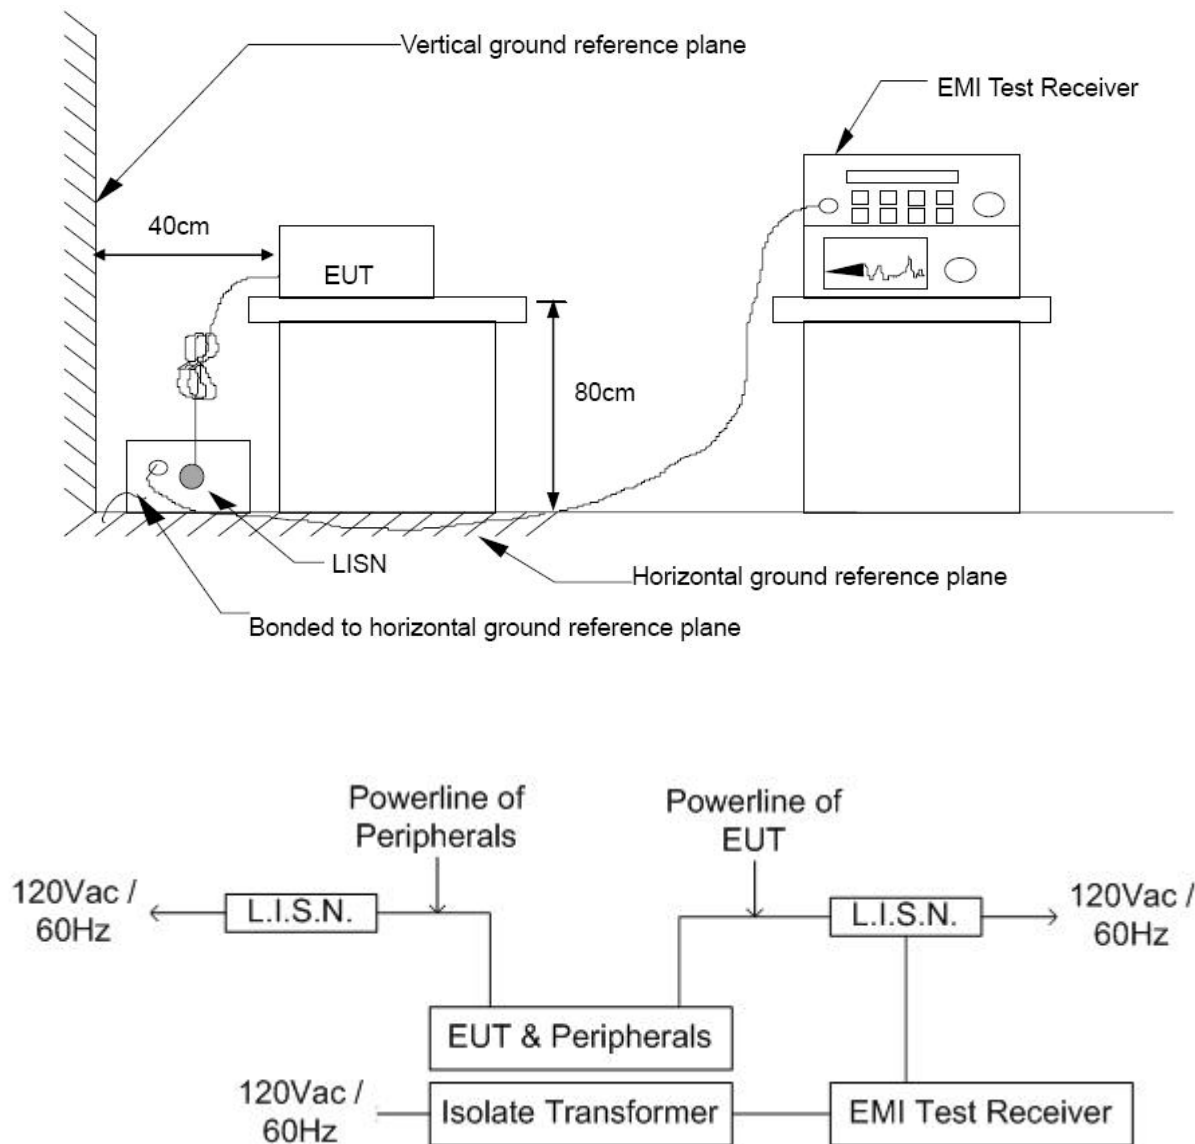 Vertical ground reference plane
EMI Test Receiver
40cm
EUT
80cm
LISN
Horizontal ground reference plane
Bonded to horizontal ground reference plane
Powerline of
Peripherals
Powerline of
EUT
120Vac /
60Hz
L.I.S.N.
L.I.S.N.
120Vac /
60Hz
EUT & Peripherals
120Vac /
60Hz
Isolate Transformer
EMI Test Receiver